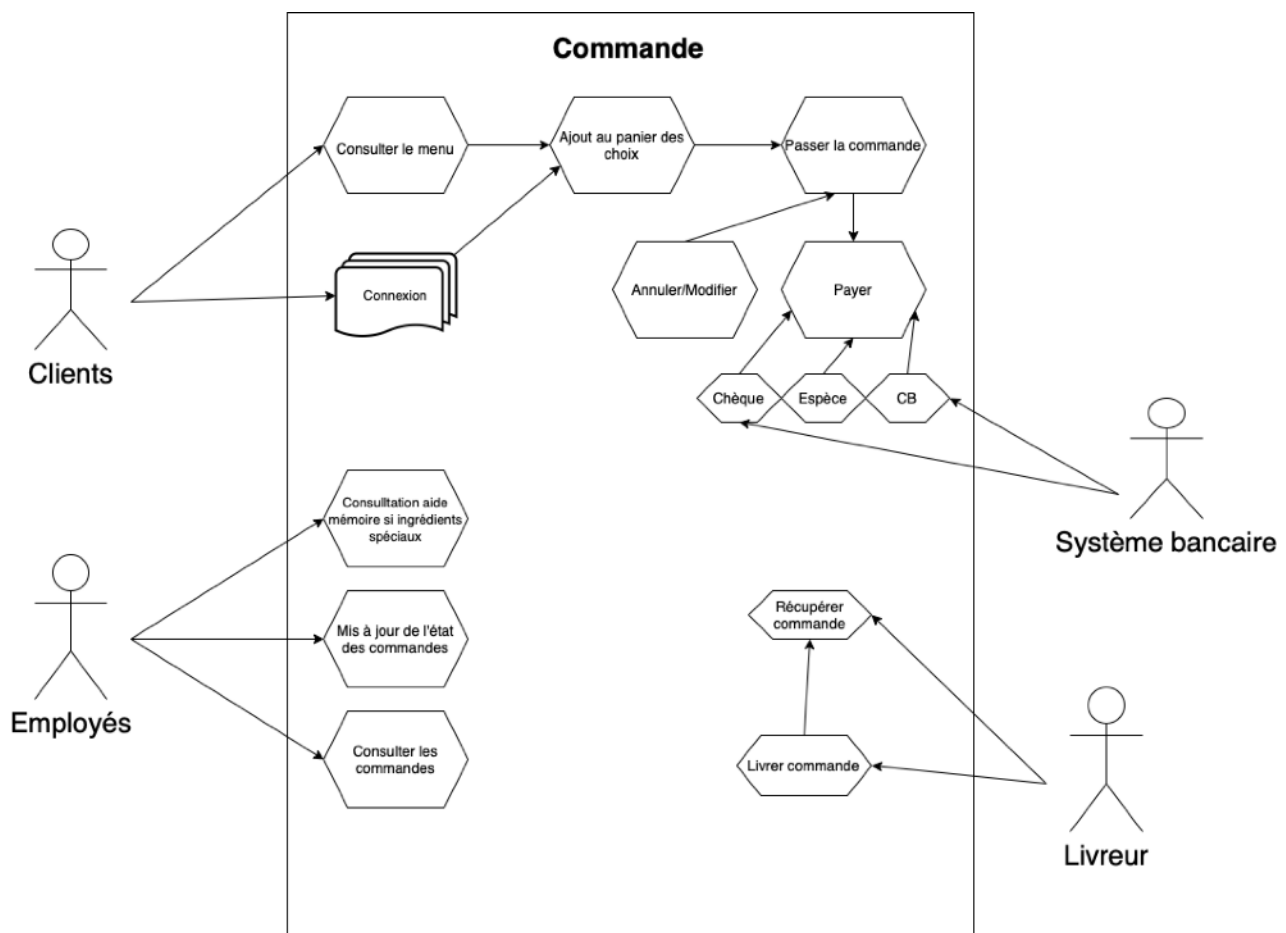 Commande
Consulter le menu
Ajout au panier des
choix
Passer la commande
Connexion
Annuler/Modifier
Payer
Clients
Chèque
Espèce
CB
Consulltation aide
mémoire si ingrédients
spéciaux
Système bancaire
Mis à jour de l'état
des commandes
Récupérer
commande
Employés
Consulter les
commandes
Livrer commande
Livreur